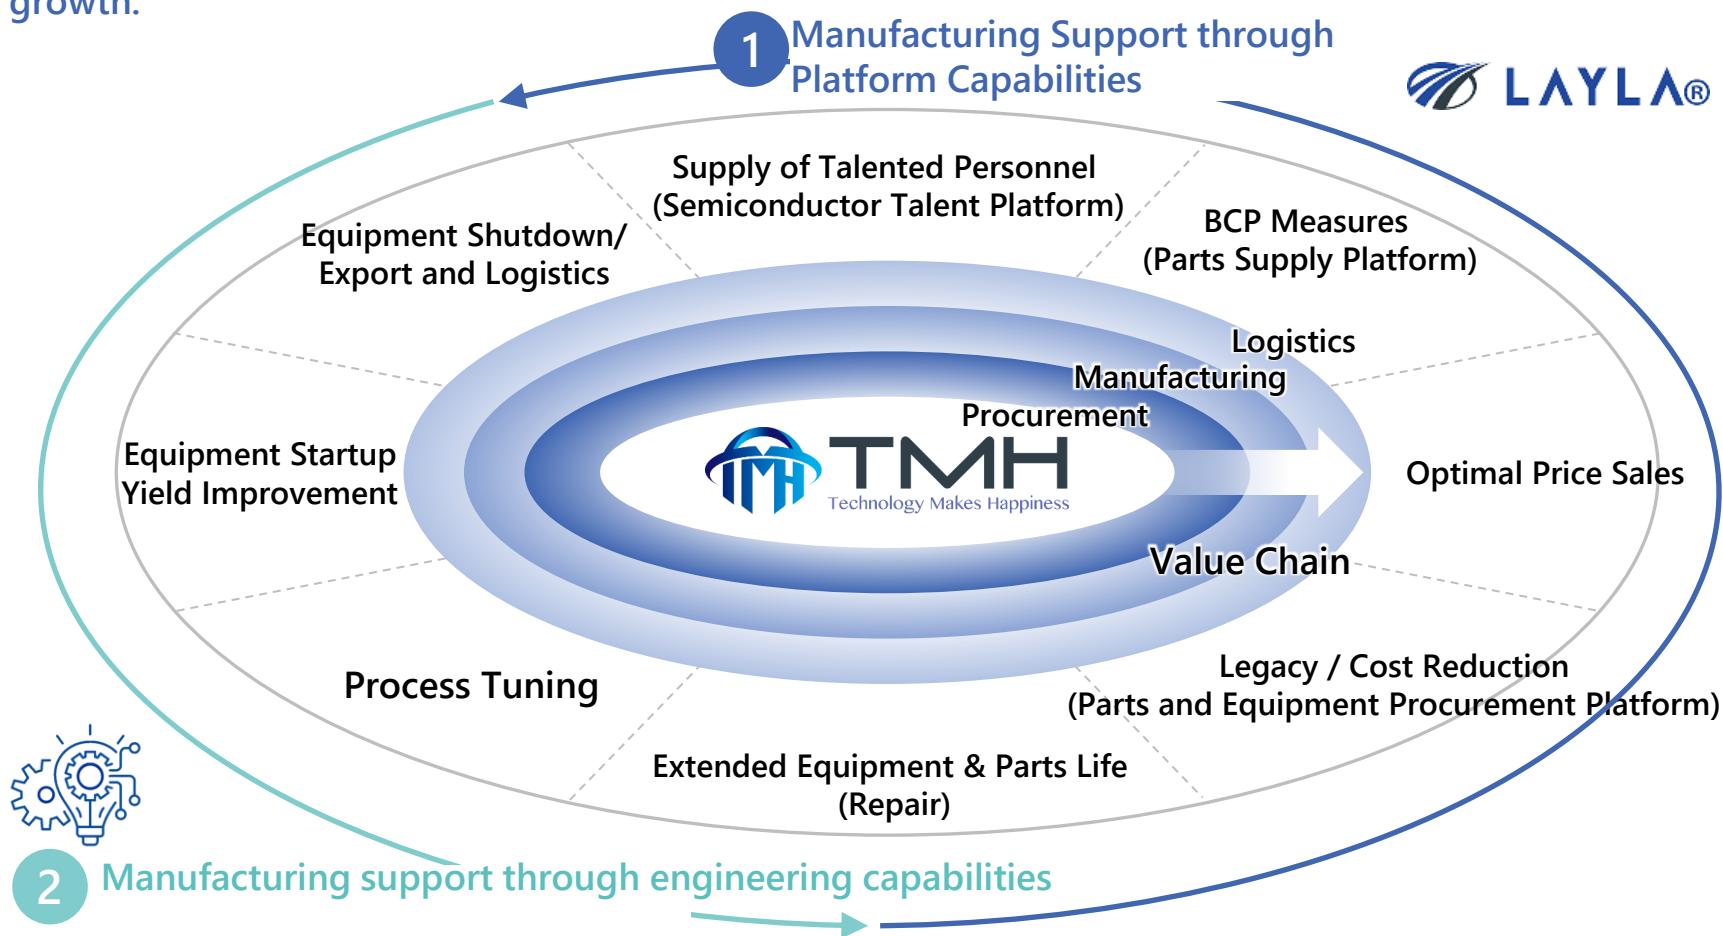 growth.
1
Manufacturing Support through
Platform Capabilities
LAYLA®
Supply of Talented Personnel
(Semiconductor Talent Platform)
BCP Measures
(Parts Supply Platform)
Equipment Shutdown/
Export and Logistics
Logistics
Manufacturing
Procurement
TMH
TMH
Technology Makes Happiness
Equipment Startup
Yield Improvement
Optimal Price Sales
Value Chain
Process Tuning
Legacy / Cost Reduction
(Parts and Equipment Procurement Platform)
Extended Equipment & Parts Life
(Repair)
2
Manufacturing support through engineering capabilities